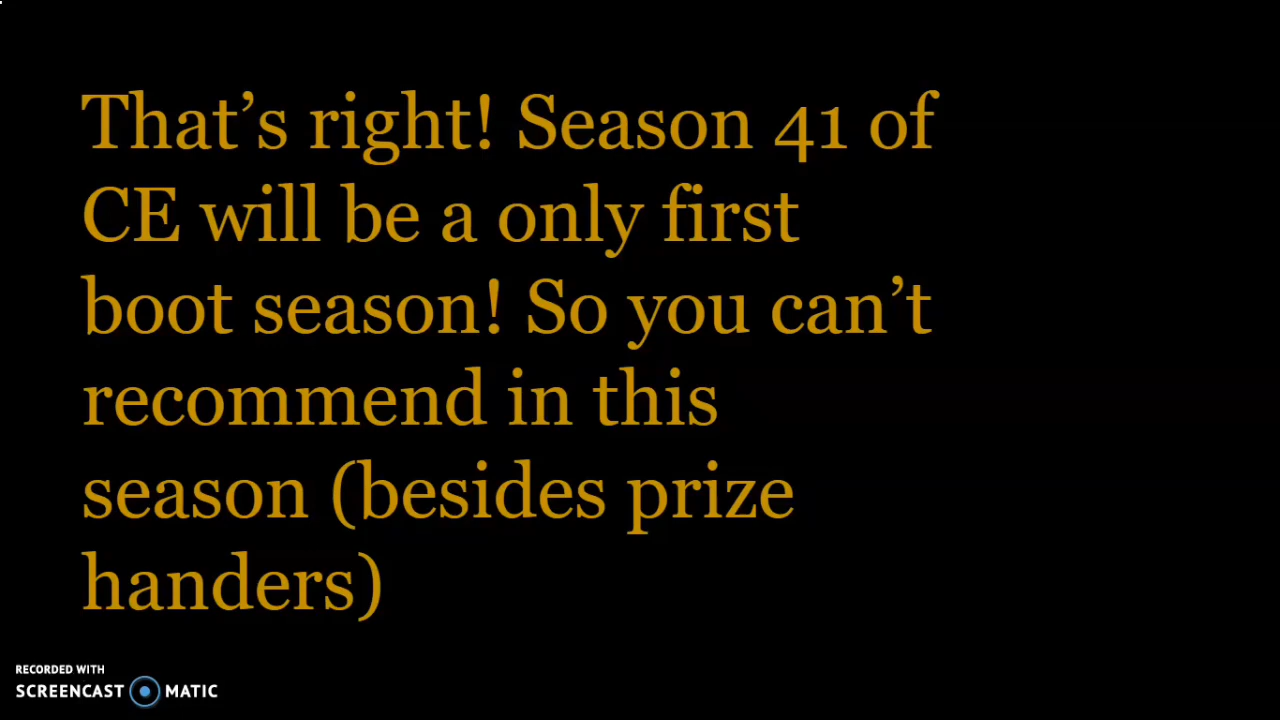 That’s right! Season 41 of
CE will be a only first
boot season! So you can’t
recommend in this
season (besides prize
handers)
RECORDED WITH
SCREENCAST MATIC